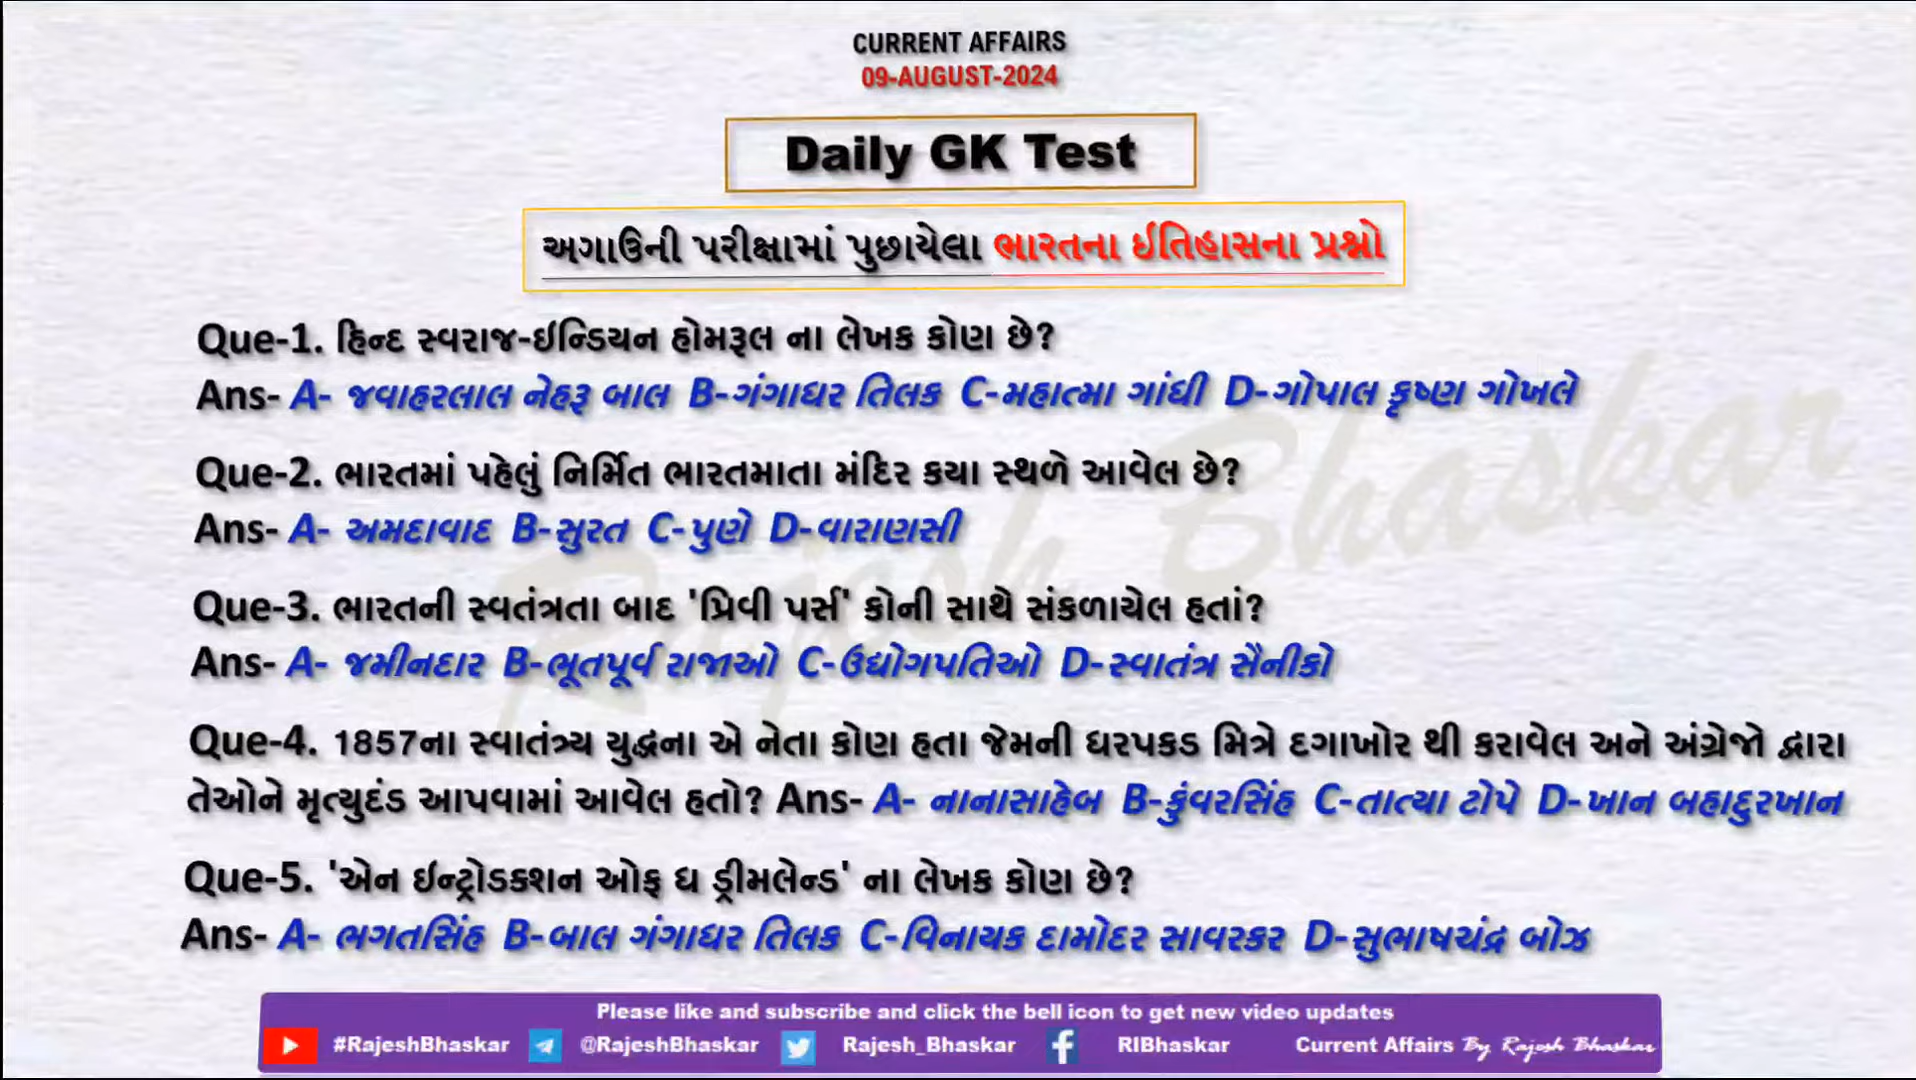 CURRENT AFFAIRS
09-AUGUST-2024
Daily GK Test
અગાઉની પરીક્ષામાં પુછાયેલા ભારતના ઈતિહાસના પ્રશ્નો
Que-1. હિન્દ સ્વરાજ-ઇન્ડિયન હોમરૂલ ના લેખક કોણ છે?
Ans- A- જવાહરલાલ નેહરૂ બાલ B-ગંગાધર તિલક C-મહાત્મા ગાંધી D-ગોપાલ કૃષ્ણ ગોખલે
Que-2. ભારતમાં પહેલું નિર્મિત ભારતમાતા મંદિર કયા સ્થળે આવેલ છે?
Ans- A- અમદાવાદ B-સુરત C-પુણે D-વારાણસી
Que-3. ભારતની સ્વતંત્રતા બાદ 'પ્રિવી પર્સ' કોની સાથે સંકળાયેલ હતાં?
Ans- A- જમીનદાર B-ભૂતપૂર્વ રાજાઓ C-ઉદ્યોગપતિઓ D-સ્વાતંત્ર સૈનીકો
Que-4. 1857ના સ્વાતંત્ર્ય યુદ્ધના એ નેતા કોણ હતા જેમની ધરપકડ મિત્રે દગાખોર થી કરાવેલ અને અંગ્રેજો દ્વારા
તેઓને મૃત્યુદંડ આપવામાં આવેલ હતો? Ans- A- નાનાસાહેબ B-કુંવરસિંહ C-તાત્યા ટોપે D-ખાન બહાદુરખાન
Que-5. 'એન ઇન્ટ્રોડક્શન ઓફ ધ ડ્રીમલેન્ડ' ના લેખક કોણ છે?
Ans- A- ભગતસિંહ B-બાલ ગંગાધર તિલક C-વિનાયક દામોદર સાવરકર D-સુભાષચંદ્ર બોઝ
Rajesh Bhaskar
Please like and subscribe and click the bell icon to get new video updates
#RajeshBhaskar @RajeshBhaskar Rajesh_Bhaskar RIBhaskar Current Affairs By Rajesh Bhaskar